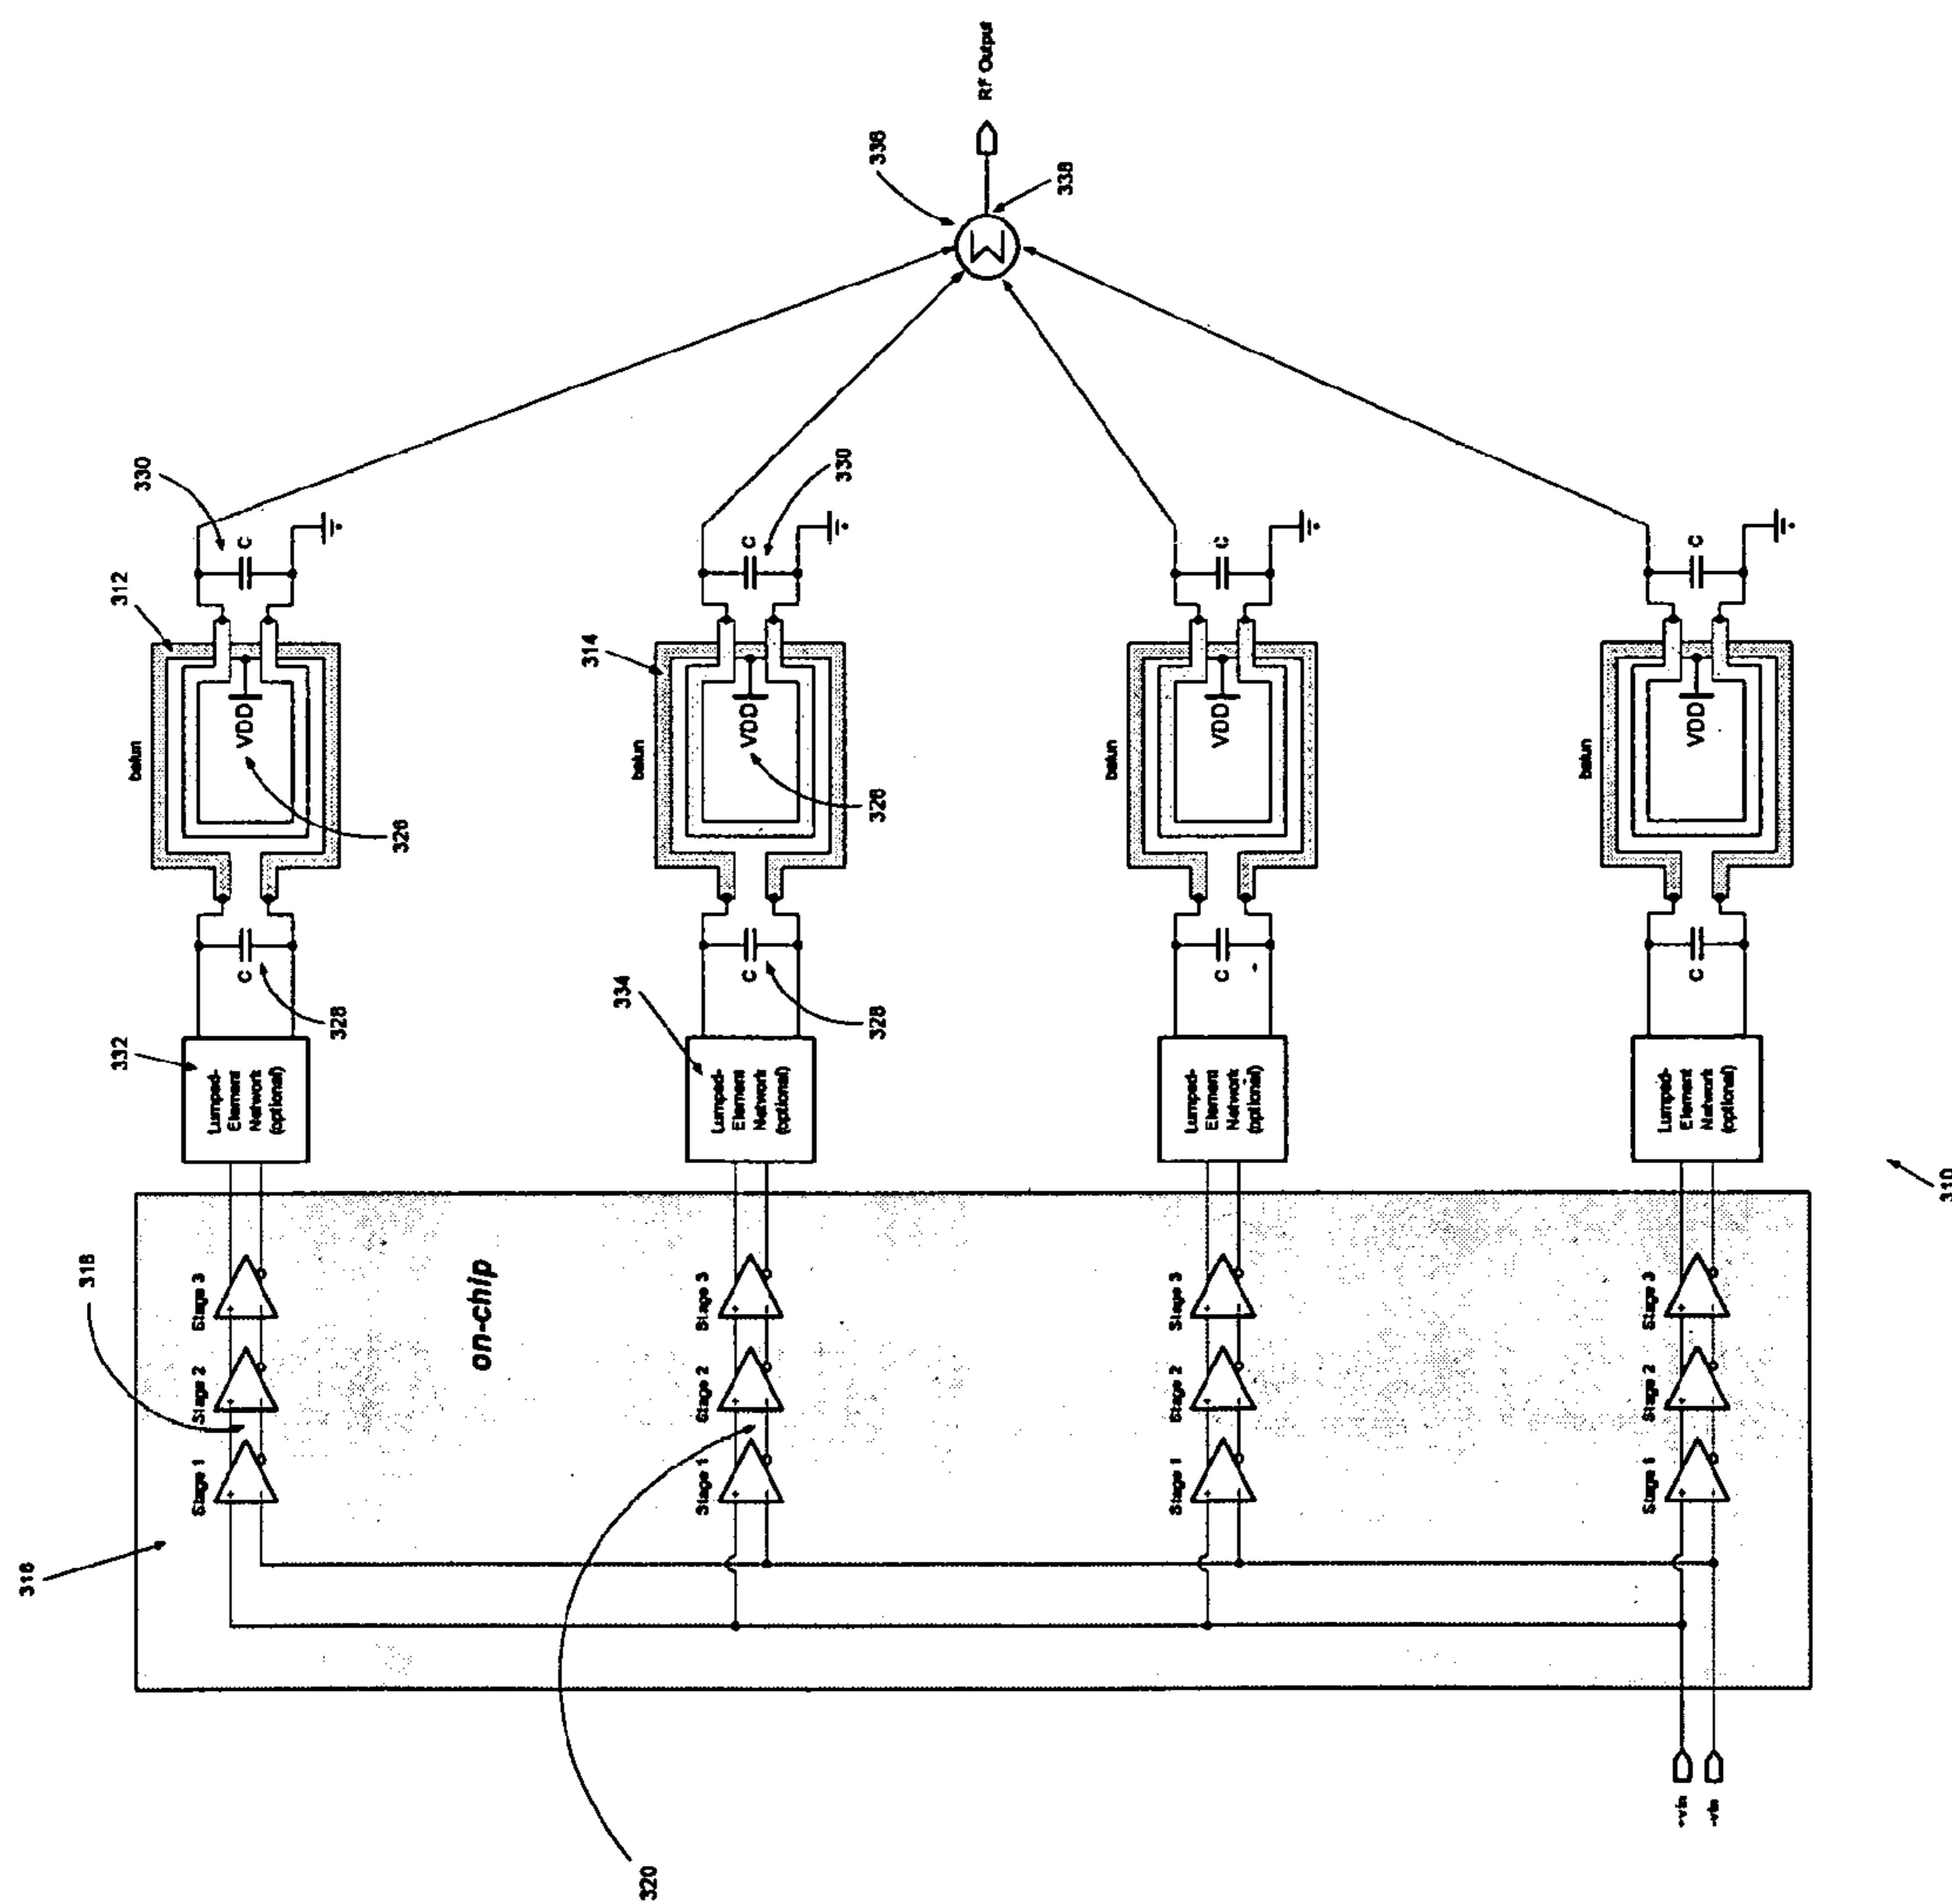 316
318
332
312
330
balun
Stage 1
Stage 2
Stage 3
Lumped-
Element
Network
(optional)
C
VDD
C
328
326
on-chip
334
314
balun
320
Stage 1
Stage 2
Stage 3
Lumped-
Element
Network
(optional)
C
VDD
C
330
328
326
336
Σ
RF Output
338
balun
Stage 1
Stage 2
Stage 3
Lumped-
Element
Network
(optional)
C
VDD
C
balun
Stage 1
Stage 2
Stage 3
Lumped-
Element
Network
(optional)
C
VDD
C
+vin
-vin
310